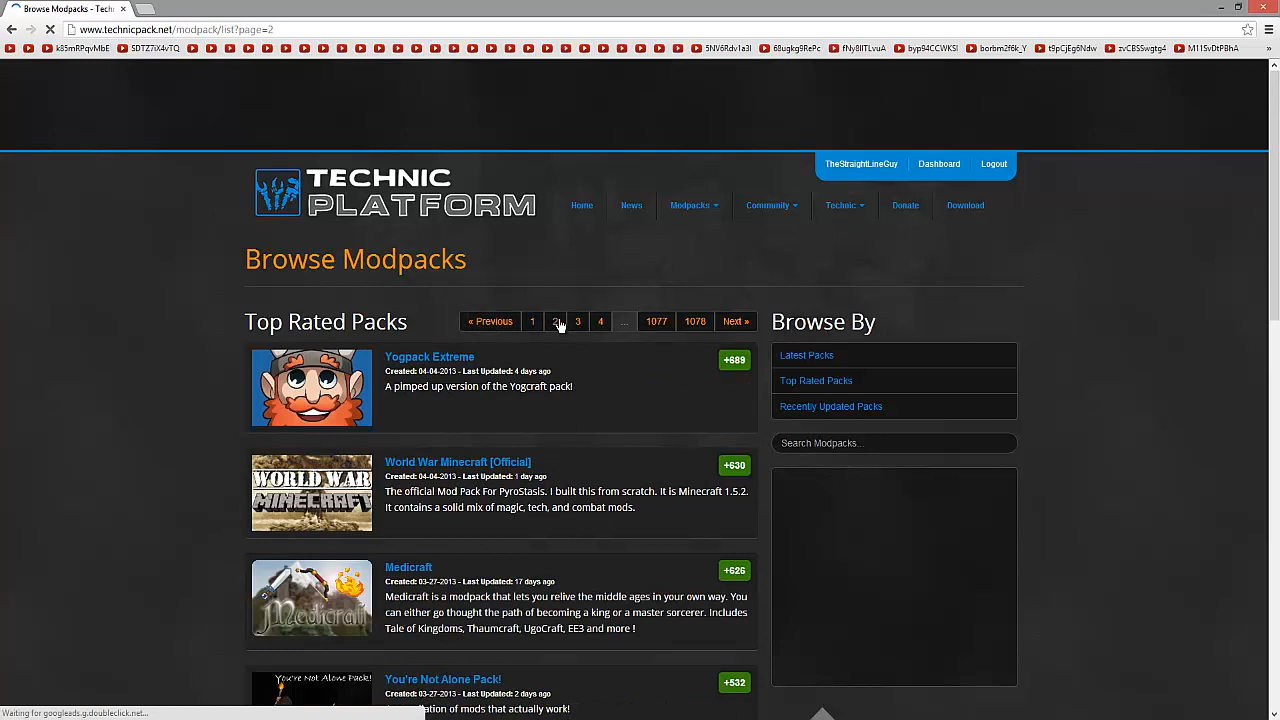 Browse Modpacks - Techni
www.technicpack.net/modpack/list?page=2
k85mRPqvMbE
SDTZ7iX4vTQ
5NV6Rdv1a3I
68ugkg9RePc
fNy8IITLvuA
byp94CCWKSI
borbm2f6k_Y
t9pCjEg6Ndw
zvCBSSwgtg4
M11SvDtPBhA
TheStraightLineGuy
Dashboard
Logout
TECHNIC
PLATFORM
Home
News
Modpacks
Community
Technic
Donate
Download
Browse Modpacks
Top Rated Packs
« Previous 1 2 3 4 ... 1077 1078 Next »
Browse By
Latest Packs
Top Rated Packs
Recently Updated Packs
Search Modpacks...
Yogpack Extreme
+689
Created: 04-04-2013 - Last Updated: 4 days ago
A pimped up version of the Yogcraft pack!
WORLD WAR
MINECRAFT
World War Minecraft [Official]
+630
Created: 04-04-2013 - Last Updated: 1 day ago
The official Mod Pack For PyroStasis. I built this from scratch. It is Minecraft 1.5.2.
It contains a solid mix of magic, tech, and combat mods.
Medicraft
Medicraft
+626
Created: 03-27-2013 - Last Updated: 17 days ago
Medicraft is a modpack that lets you relive the middle ages in your own way. You
can either go thought the path of becoming a king or a master sorcerer. Includes
Tale of Kingdoms, Thaumcraft, UgoCraft, EE3 and more !
You're Not Alone Pack!
You're Not Alone Pack!
+532
Created: 03-27-2013 - Last Updated: 2 days ago
lation of mods that actually work!
Waiting for googleads.g.doubleclick.net...